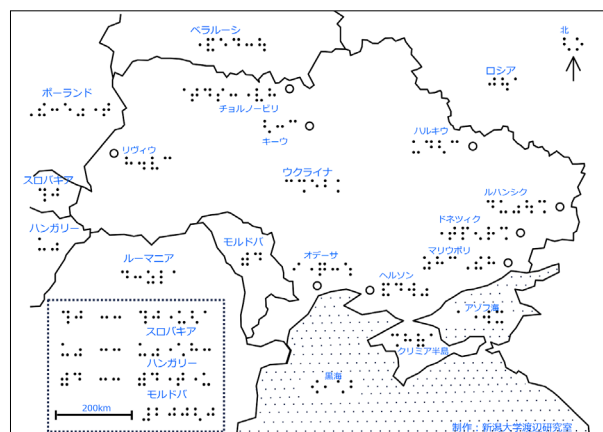 ベラルーシ
北
ロシア
ポーランド
チョルノービリ
キーウ
ハルキウ
リヴィウ
スロバキア
ウクライナ
ルハンシク
ドネツィク
ハンガリー
モルドバ
オデーサ
マリウポリ
ルーマニア
ヘルソン
アゾフ海
スロバキア
クリミア半島
ハンガリー
黒海
モルドバ
200km
制作：新潟大学渡辺研究室